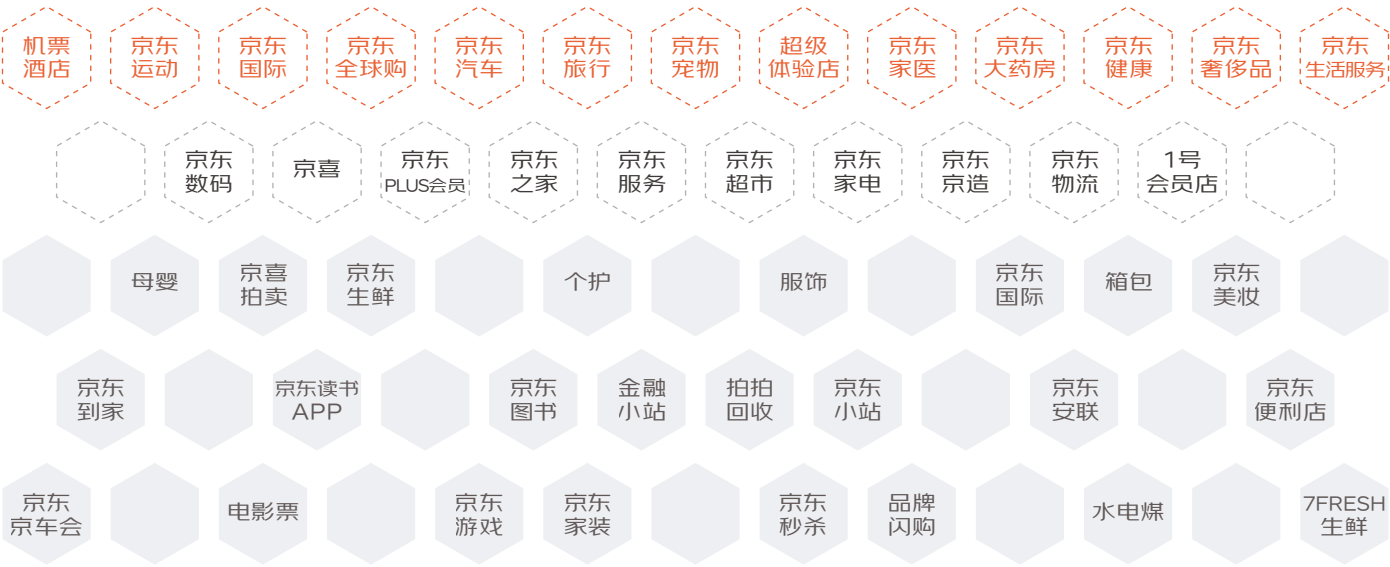 机票
酒店
京东
运动
京东
国际
京东
全球购
京东
汽车
京东
旅行
京东
宠物
超级
体验店
京东
家医
京东
大药房
京东
健康
京东
奢侈品
京东
生活服务
京东
数码
京喜
京东
PLUS会员
京东
之家
京东
服务
京东
超市
京东
家电
京东
京造
京东
物流
1号
会员店
母婴
京喜
拍卖
京东
生鲜
个护
服饰
京东
国际
箱包
京东
美妆
京东
到家
京东读书
APP
京东
图书
金融
小站
拍拍
回收
京东
小站
京东
安联
京东
便利店
京东
京车会
电影票
京东
游戏
京东
家装
京东
秒杀
品牌
闪购
水电煤
7FRESH
生鲜